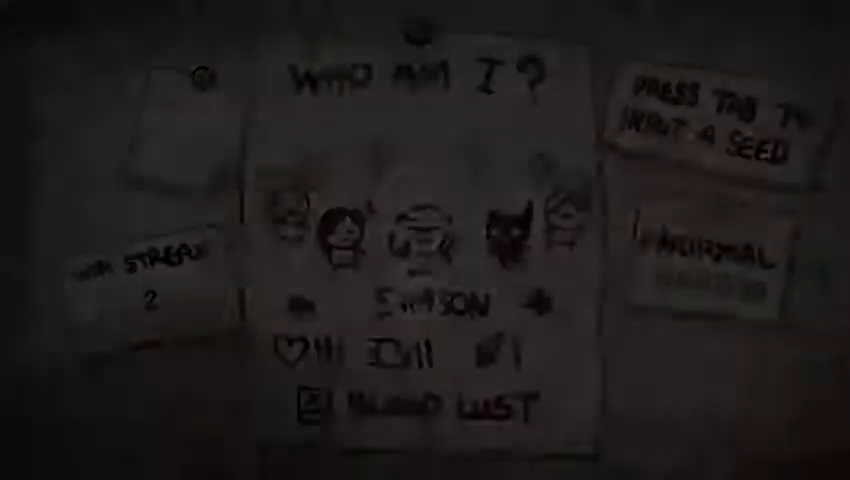 WHO AM I?
PRESS TAB TO
INPUT A SEED
WIN STREAK
2
SAMSON
BLOOD LUST